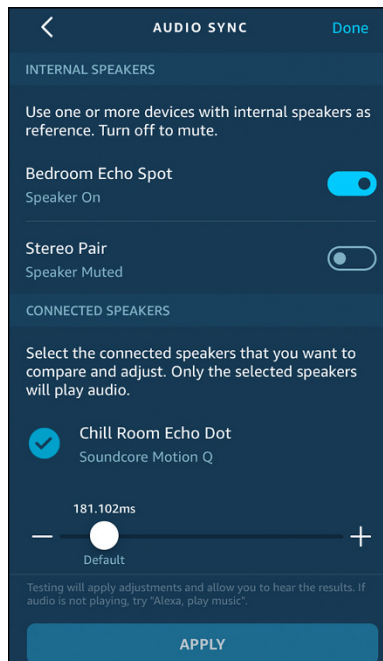 AUDIO SYNC
Done
INTERNAL SPEAKERS
Use one or more devices with internal speakers as
reference. Turn off to mute.
Bedroom Echo Spot
Speaker On
Stereo Pair
Speaker Muted
CONNECTED SPEAKERS
Select the connected speakers that you want to
compare and adjust. Only the selected speakers
will play audio.
Chill Room Echo Dot
Soundcore Motion Q
181.102ms
Default
Testing will apply adjustments and allow you to hear the results. If
audio is not playing, try "Alexa, play music".
APPLY